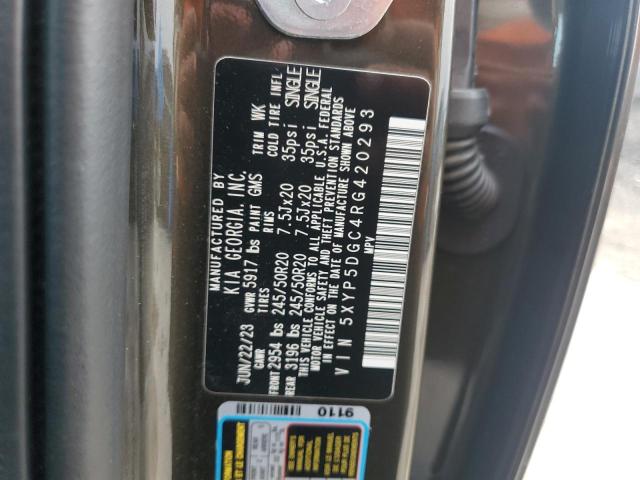 MANUFACTURED BY
KIA GEORGIA, INC.
JUN/22/23 GVWR 5917 lbs PAINT GMS TRIM WK
GAWR TIRES RIMS COLD TIRE INFL
FRONT 2954 lbs 245/50R20 7.5Jx20 35psi SINGLE
REAR 3196 lbs 245/50R20 7.5Jx20 35psi SINGLE
THIS VEHICLE CONFORMS TO ALL APPLICABLE U.S.A. FEDERAL
MOTOR VEHICLE SAFETY AND THEFT PREVENTION STANDARDS
IN EFFECT ON THE DATE OF MANUFACTURE SHOWN ABOVE
VIN 5XYP5DGC4RG420293
MPV
9110